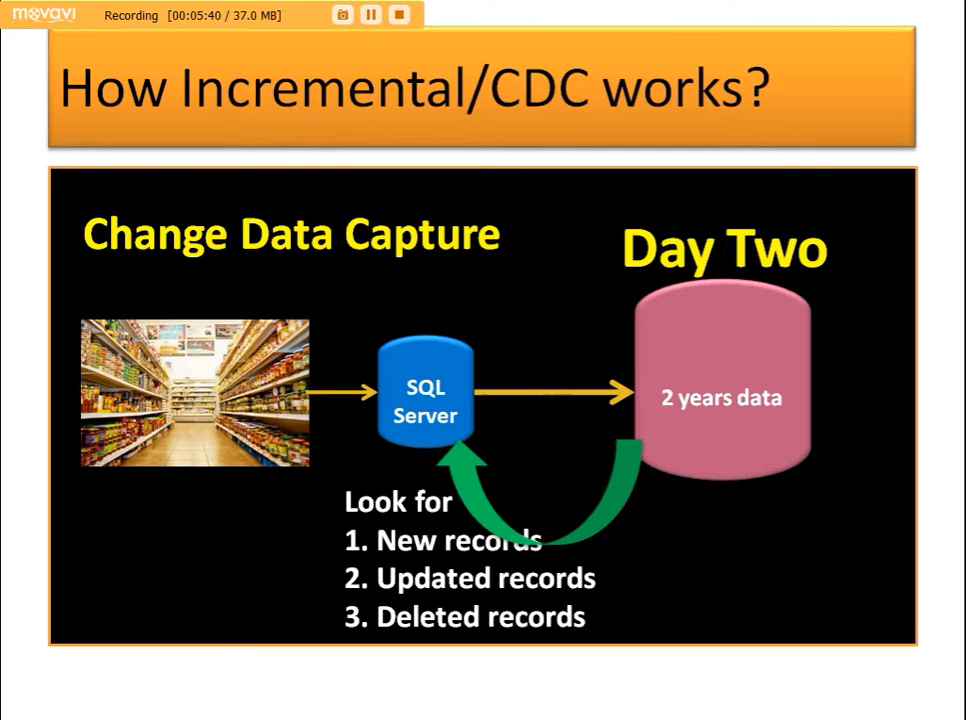 movavi
Recording [00:05:40 / 37.0 MB]
How Incremental/CDC works?
Change Data Capture
Day Two
SQL
Server
2 years data
Look for
1. New records
2. Updated records
3. Deleted records